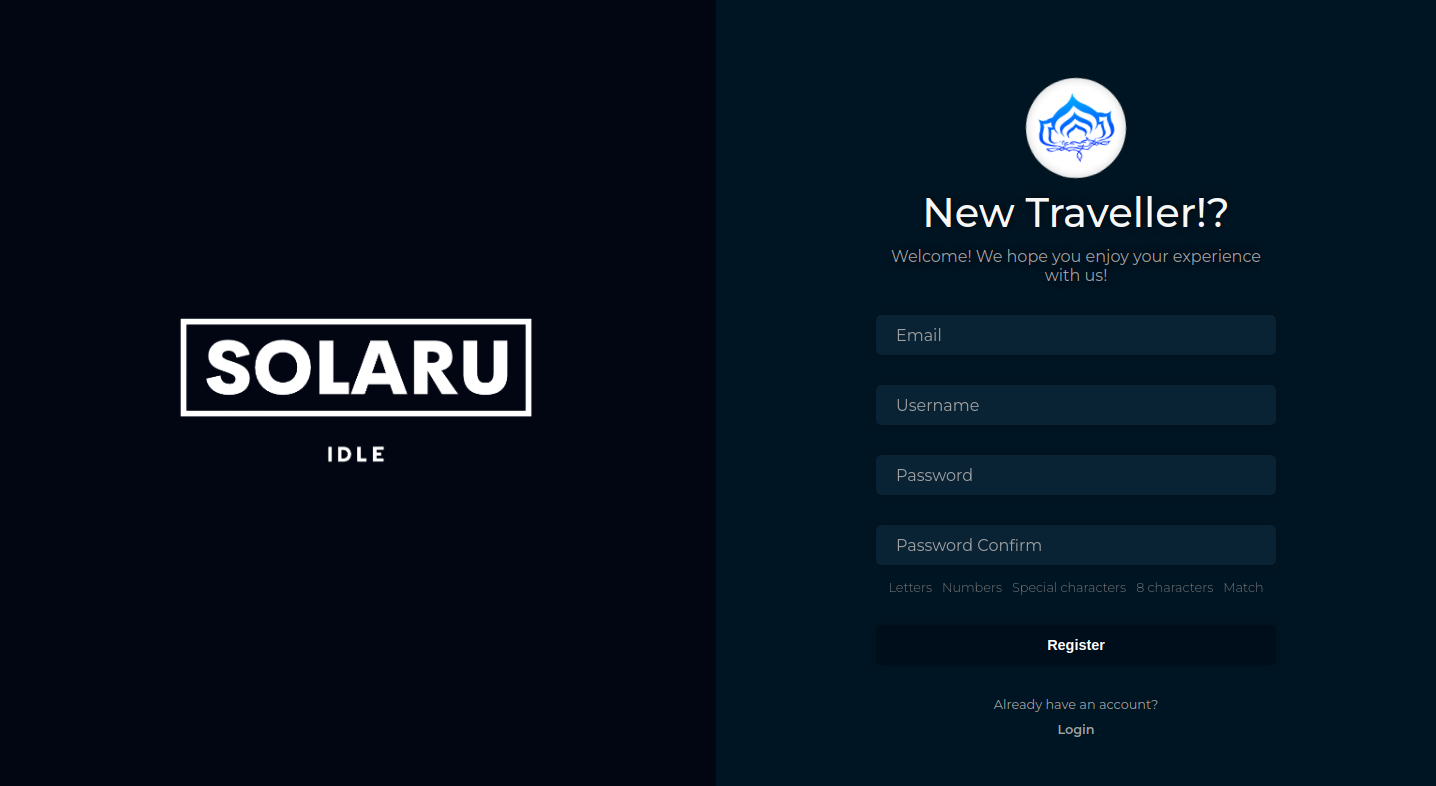 SOLARU
IDLE
New Traveller!?
Welcome! We hope you enjoy your experience
with us!
Email
Username
Password
Password Confirm
Letters Numbers Special characters 8 characters Match
Register
Already have an account?
Login